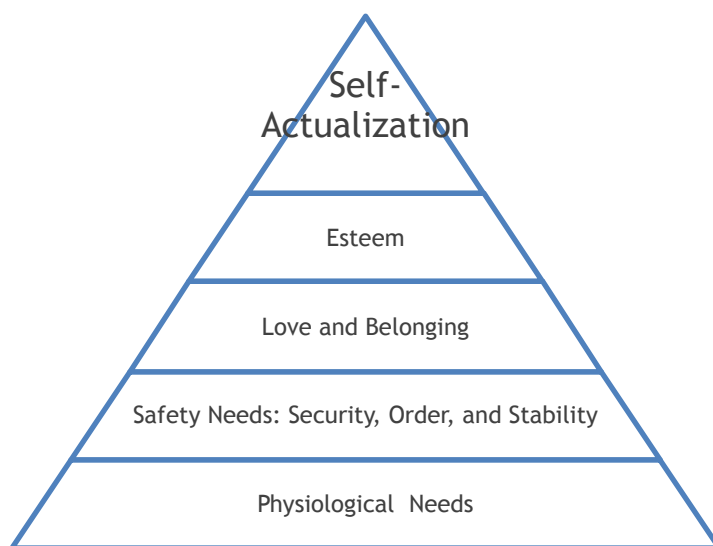 Self-
Actualization
Esteem
Love and Belonging
Safety Needs: Security, Order, and Stability
Physiological  Needs